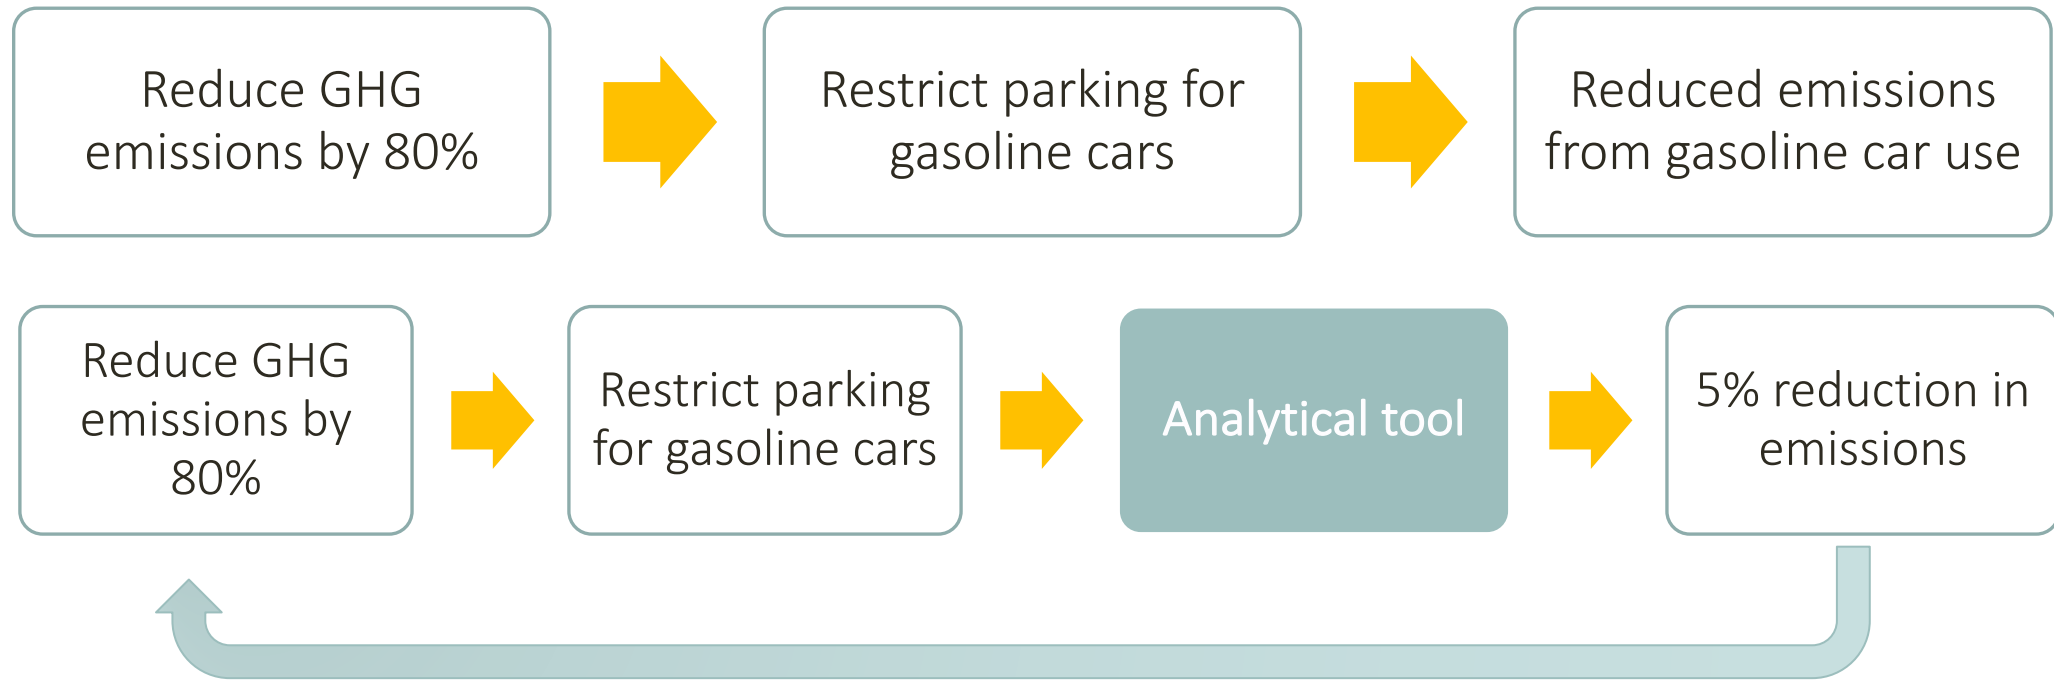 Reduce GHG
emissions by 80%
Restrict parking for
gasoline cars
Reduced emissions
from gasoline car use
Reduce GHG
emissions by
80%
Restrict parking
for gasoline cars
Analytical tool
5% reduction in
emissions